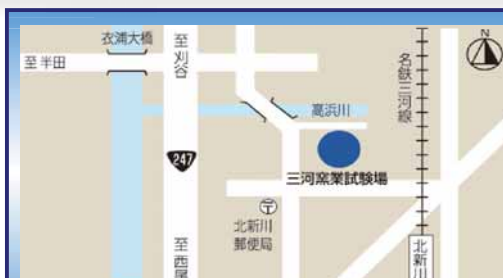 衣浦大橋
至半田
至刈谷
高浜川
名鉄三河線
N
247
三河窯業試験場
北新川
郵便局
至西尾
北新川